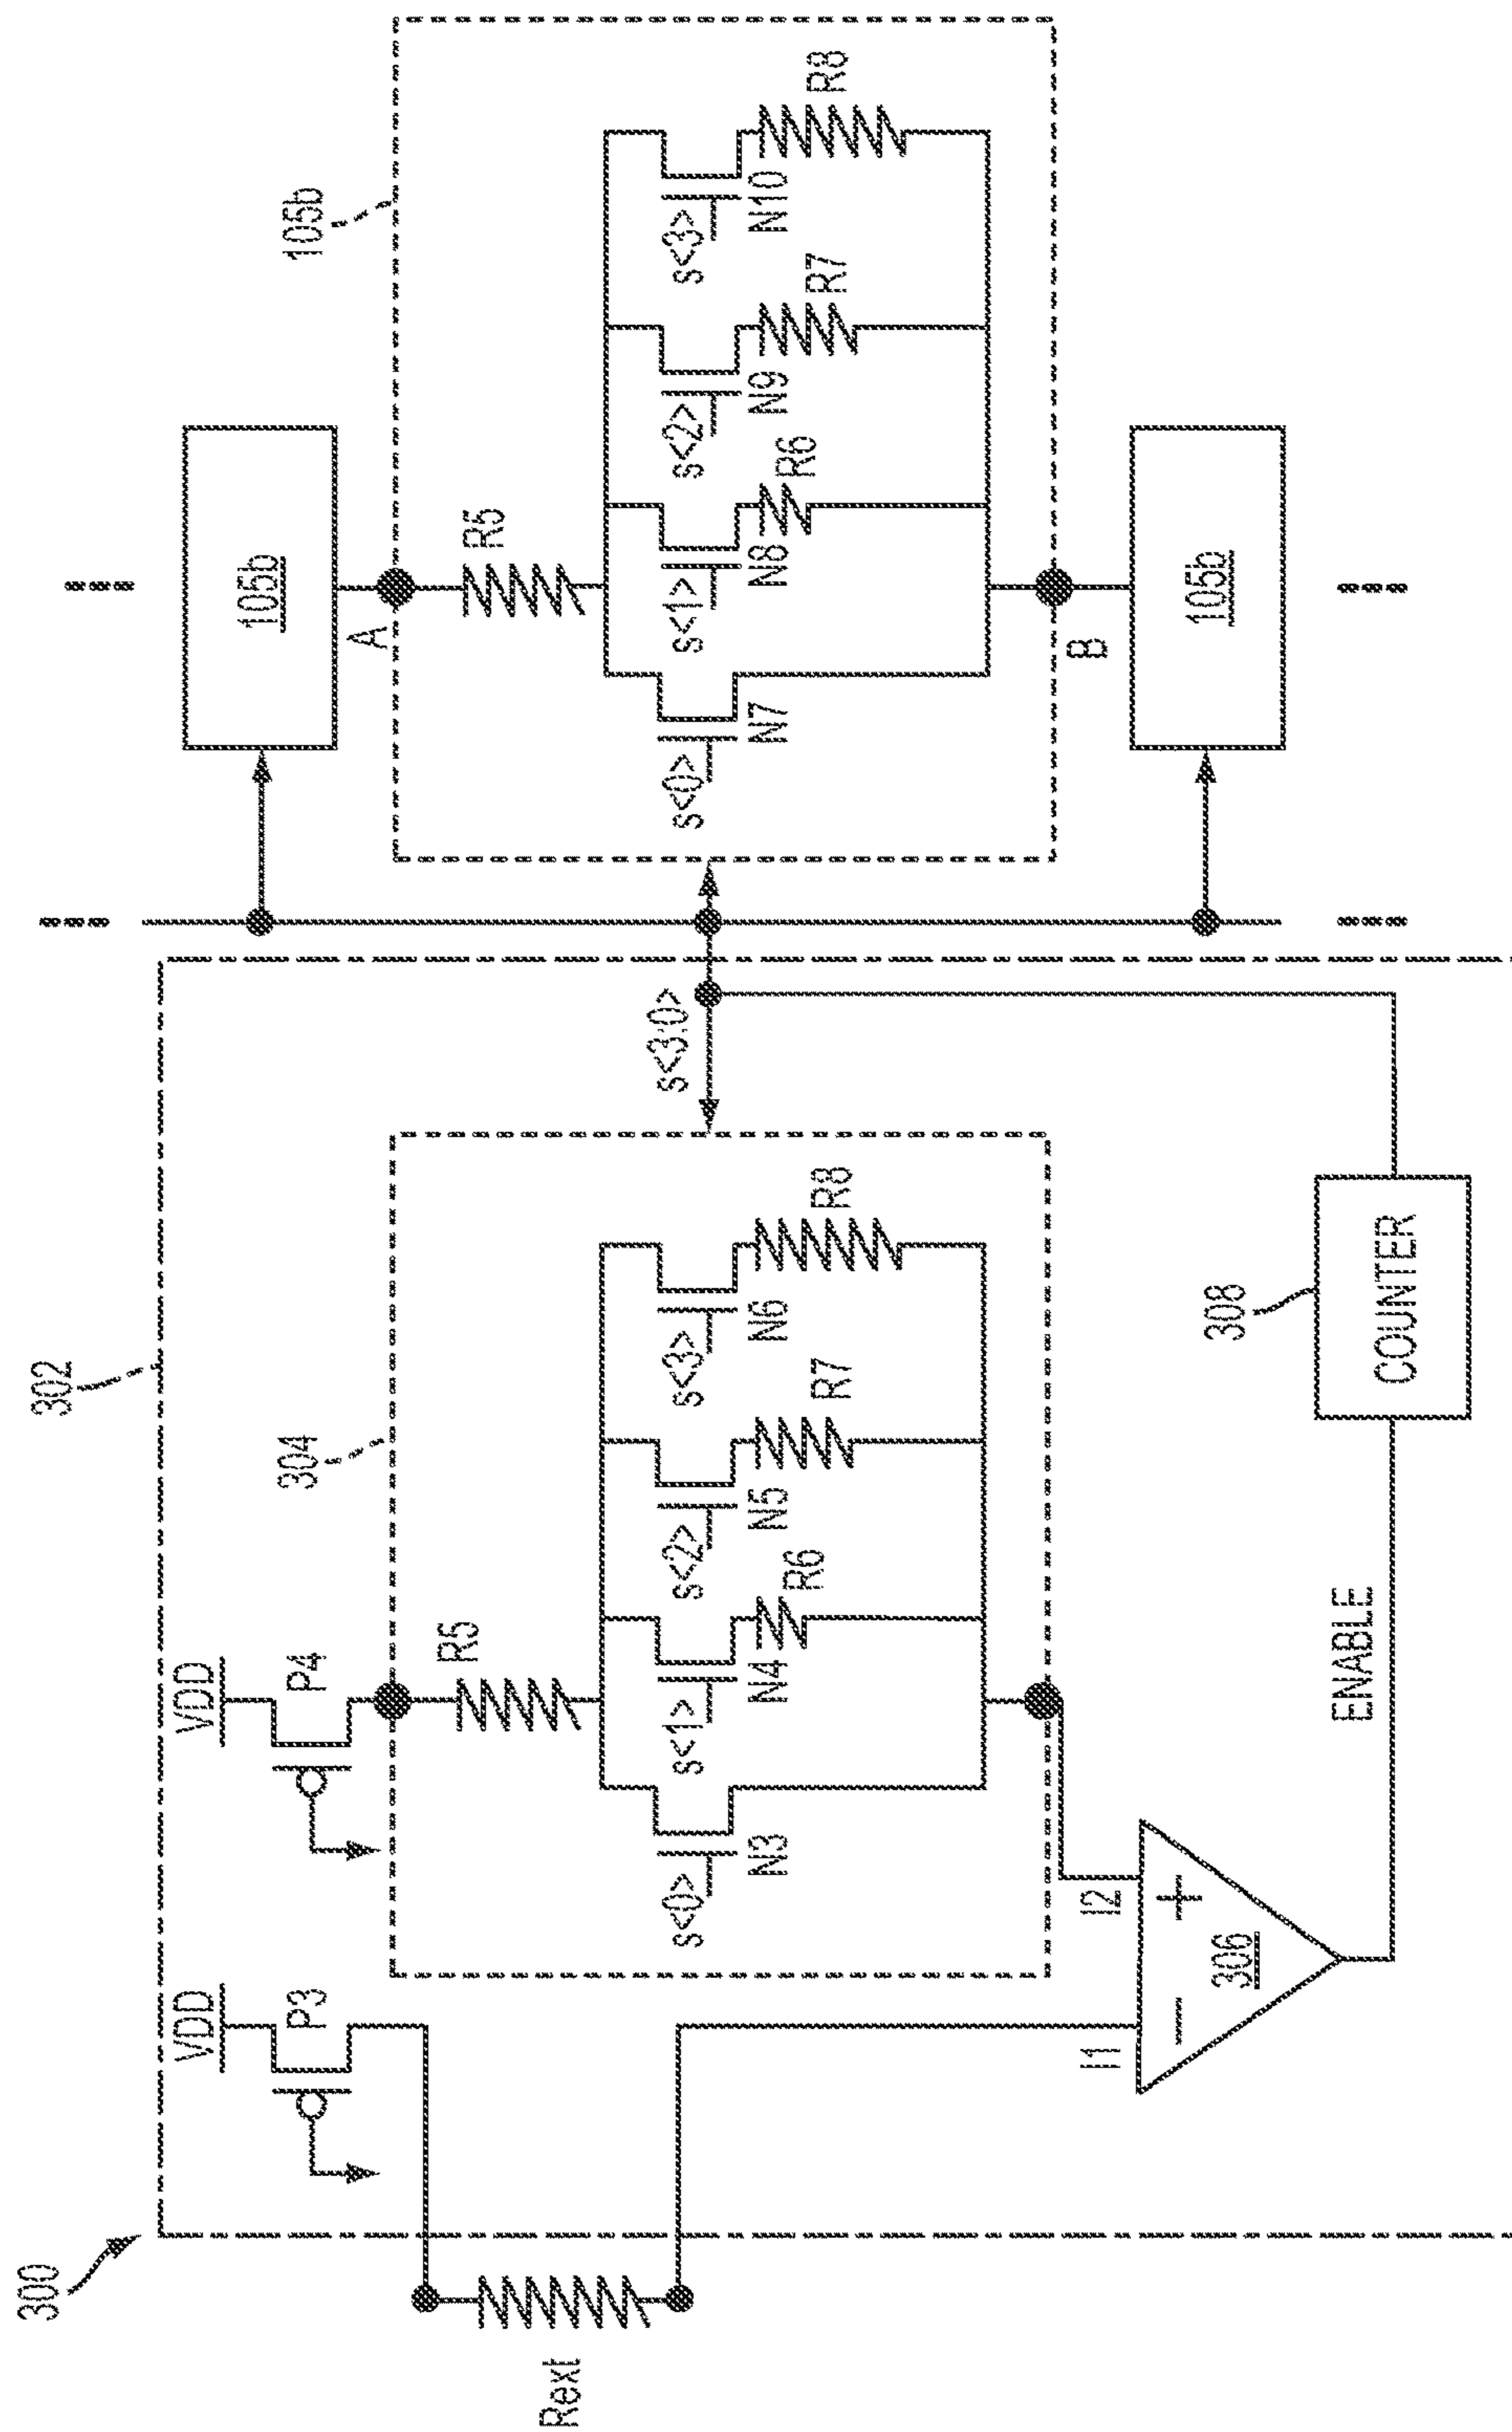 300
302
VDD
P3
VDD
P4
304
Rext
R5
s<0>
N3
s<1>
N4
R6
s<2>
N5
R7
s<3>
N6
R8
s<3:0>
I1
I2
306
ENABLE
308
COUNTER
105b
A
105b
R5
s<0>
N7
s<1>
N8
R6
s<2>
N9
R7
s<3>
N10
R8
B
105b